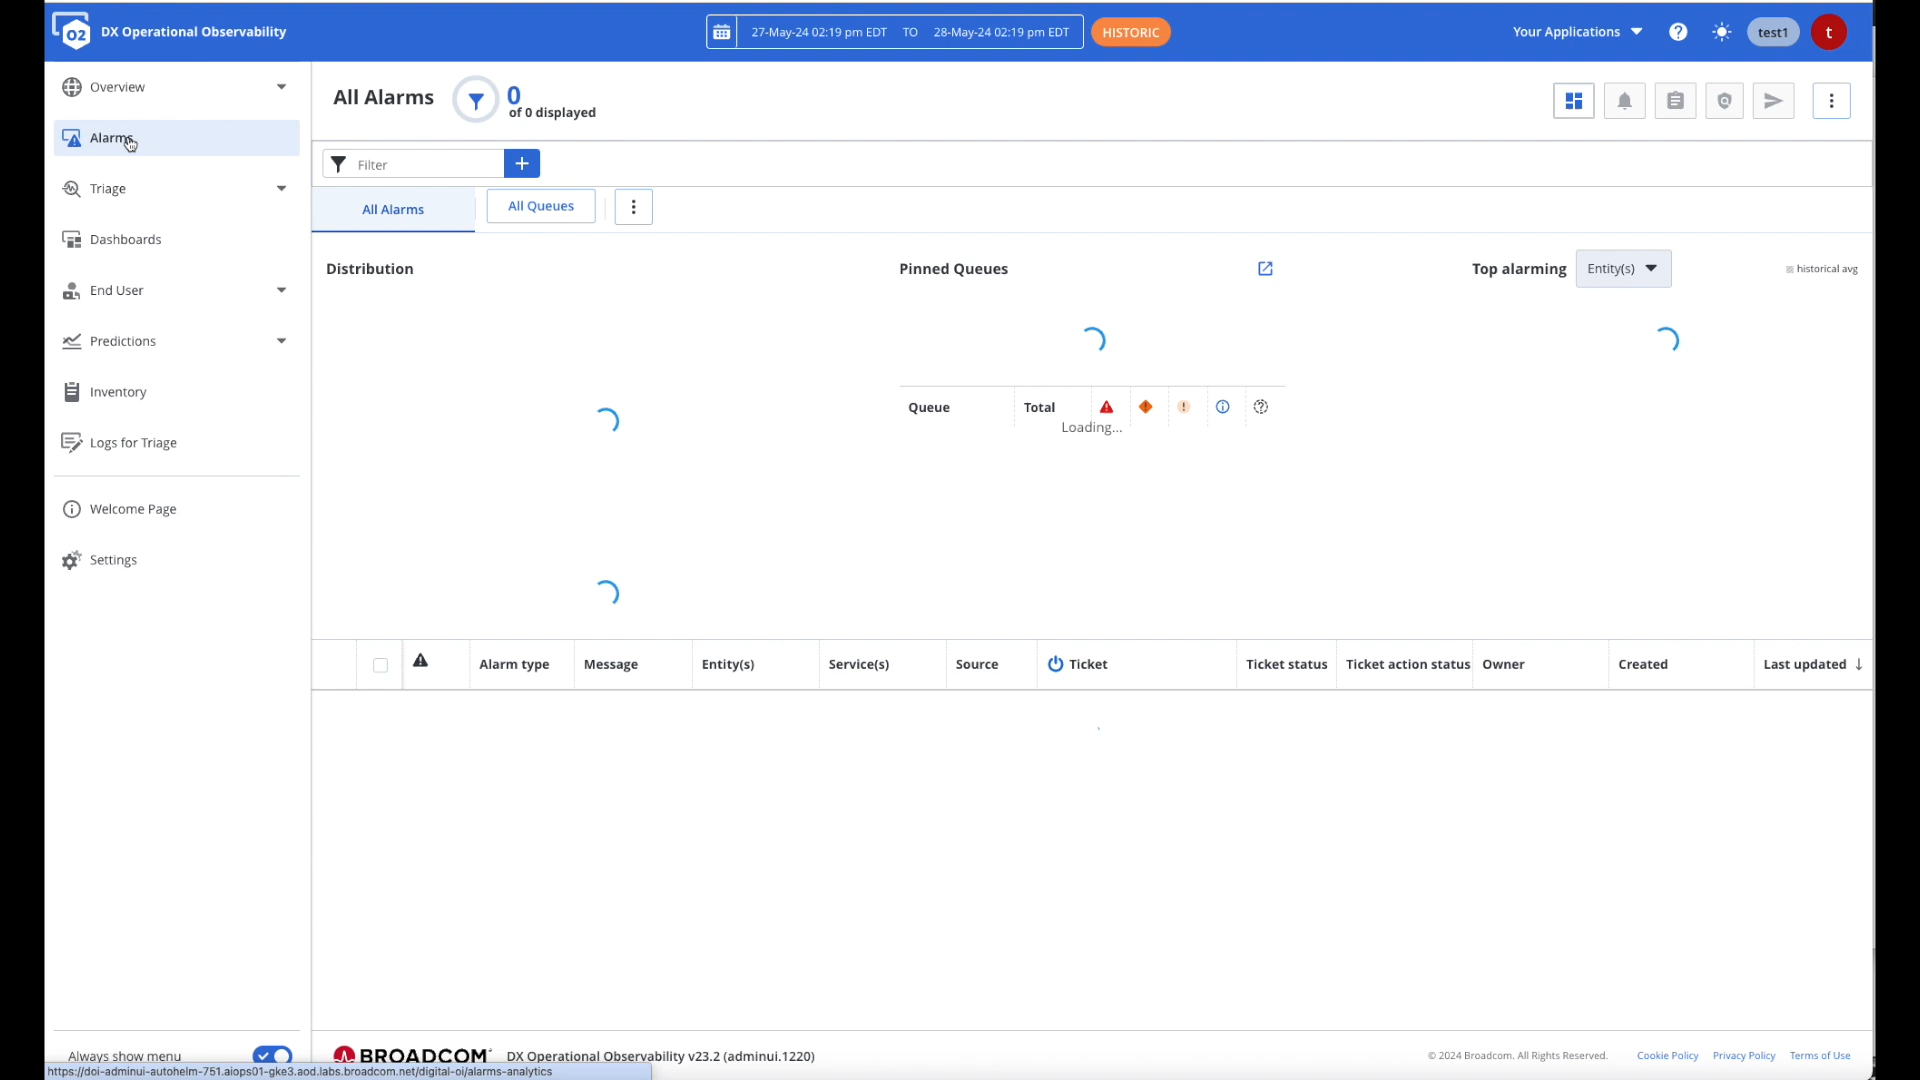 O2 DX Operational Observability
27-May-24 02:19 pm EDT TO 28-May-24 02:19 pm EDT HISTORIC
Your Applications test1 t
Overview
Alarms
Triage
Dashboards
End User
Predictions
Inventory
Logs for Triage
Welcome Page
Settings
Always show menu
All Alarms 0
of 0 displayed
Filter
All Alarms All Queues
Distribution Pinned Queues Top alarming Entity(s) historical avg
Queue Total
Loading...
Alarm type Message Entity(s) Service(s) Source Ticket Ticket status Ticket action status Owner Created Last updated
BROADCOM DX Operational Observability v23.2 (adminui.1220) © 2024 Broadcom. All Rights Reserved. Cookie Policy Privacy Policy Terms of Use
https://doi-adminui-autohelm-751.aiops01-gke3.aod.labs.broadcom.net/digital-oi/alarms-analytics